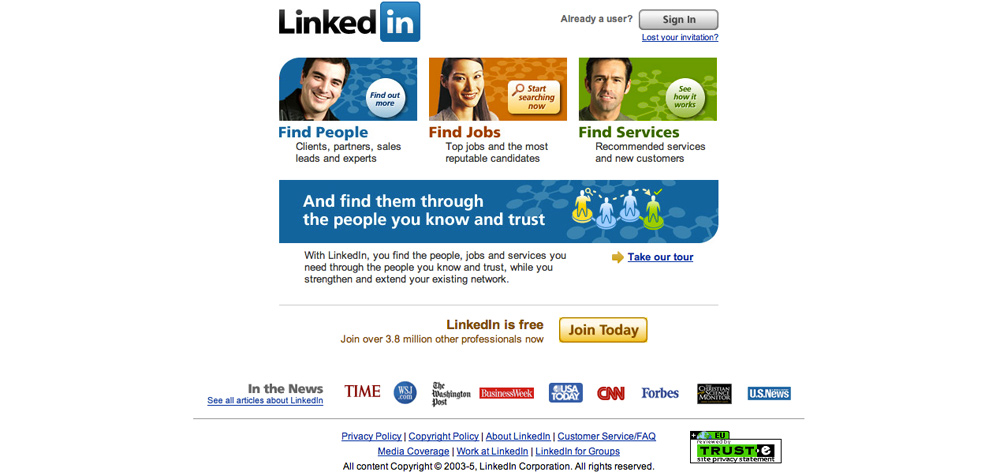 Linked in
Already a user? Sign In
Lost your invitation?
Find out
more
Start
searching
now
See
how it
works
Find People
Clients, partners, sales
leads and experts
Find Jobs
Top jobs and the most
reputable candidates
Find Services
Recommended services
and new customers
And find them through
the people you know and trust
With LinkedIn, you find the people, jobs and services you
need through the people you know and trust, while you
strengthen and extend your existing network.
Take our tour
LinkedIn is free
Join over 3.8 million other professionals now
Join Today
In the News
See all articles about LinkedIn
TIME
WSJ
.com
The
Washington
Post
BusinessWeek
USA
TODAY
CNN
Forbes
THE
CHRISTIAN
SCIENCE
MONITOR
U.S.News
Privacy Policy | Copyright Policy | About LinkedIn | Customer Service/FAQ
Media Coverage | Work at LinkedIn | LinkedIn for Groups
All content Copyright © 2003-5, LinkedIn Corporation. All rights reserved.
EU
reviewed by
TRUST·e
site privacy statement